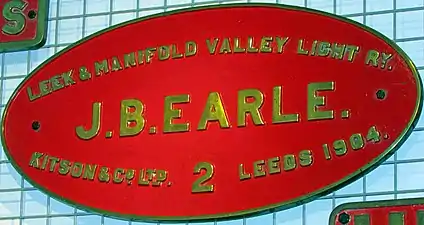 S
LEEK & MANIFOLD VALLEY LIGHT RY.
J.B.EARLE.
KITSON & Cº LTD. 2 LEEDS 1904.